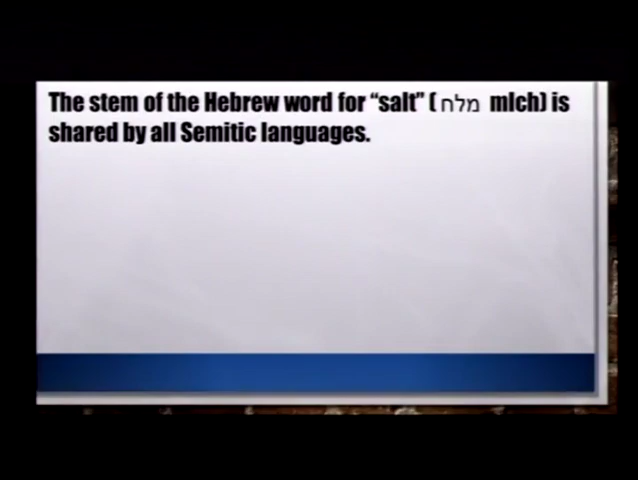 The stem of the Hebrew word for “salt” ( מלח mlch) is
shared by all Semitic languages.